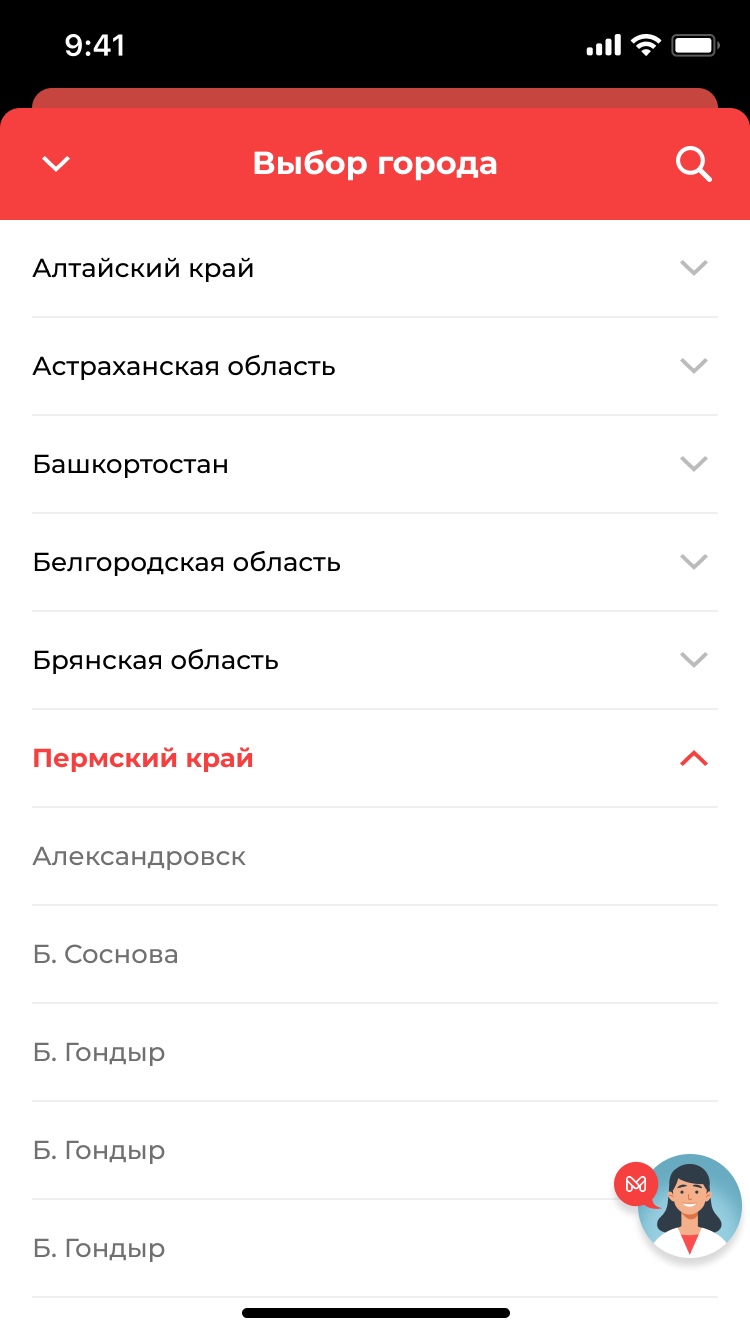 9:41
Выбор города
Алтайский край
Астраханская область
Башкортостан
Белгородская область
Брянская область
Пермский край
Александровск
Б. Соснова
Б. Гондыр
Б. Гондыр
Б. Гондыр